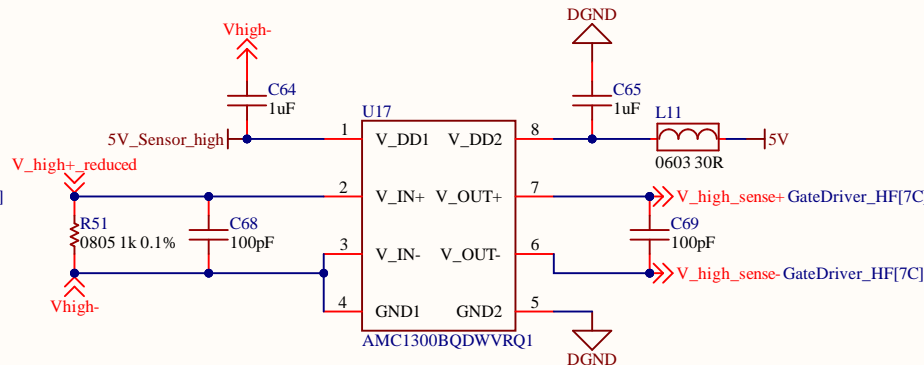 Vhigh-
DGND
C64
1uF
C65
1uF
U17
L11
5V_Sensor_high
1
V_DD1
V_DD2
8
0603 30R
5V
V_high+_reduced
2
V_IN+
V_OUT+
7
V_high_sense+
GateDriver_HF[7C
R51
0805 1k 0.1%
C68
100pF
C69
100pF
3
V_IN-
V_OUT-
6
V_high_sense-
GateDriver_HF[7C]
Vhigh-
4
GND1
GND2
5
AMC1300BQDWVRQ1
DGND